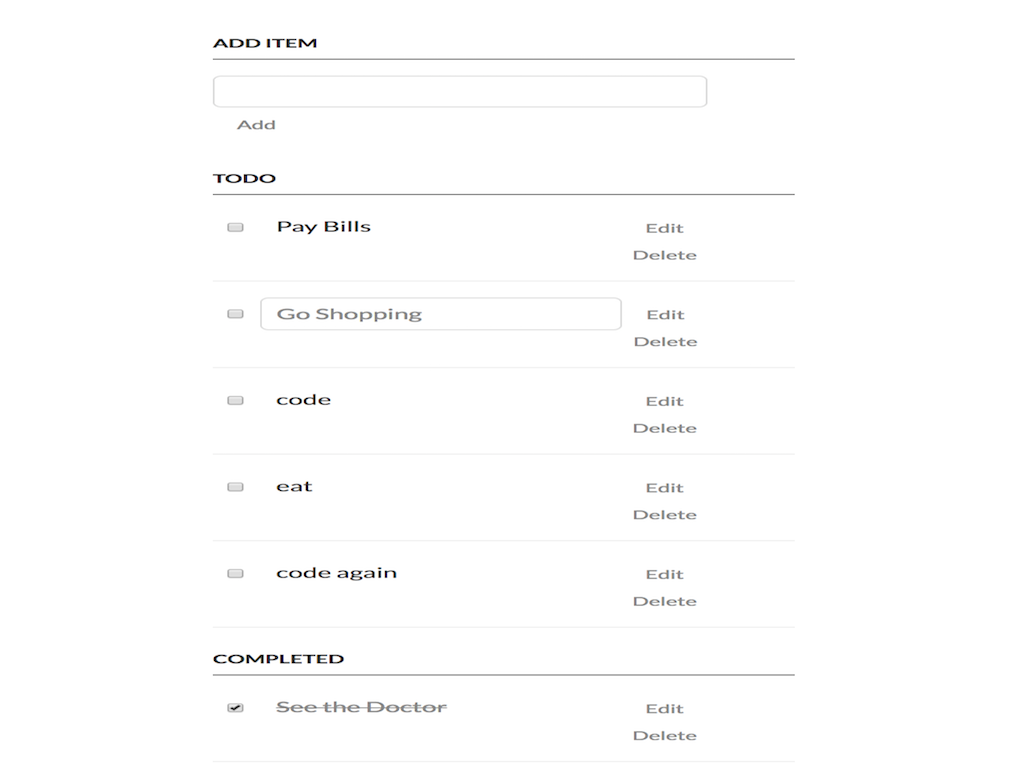 ADD ITEM
Add
TODO
Pay Bills
Edit
Delete
Go Shopping
Edit
Delete
code
Edit
Delete
eat
Edit
Delete
code again
Edit
Delete
COMPLETED
See the Doctor
Edit
Delete